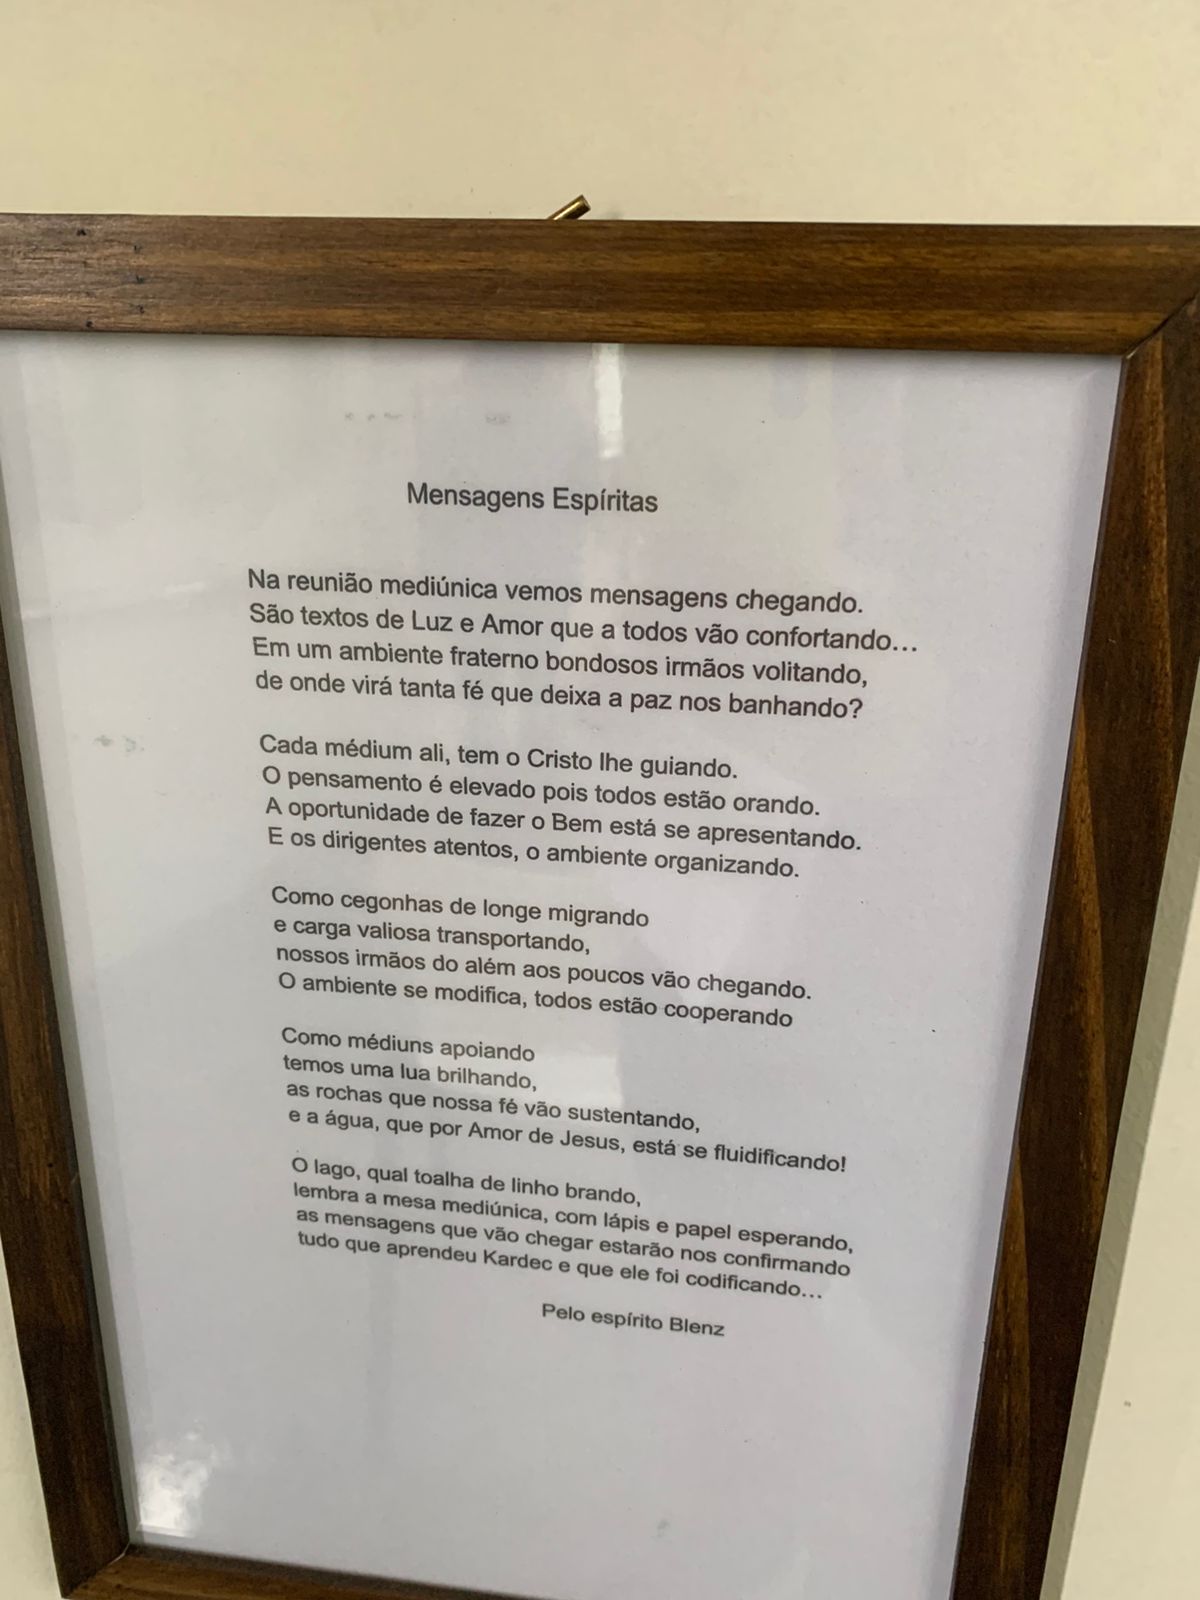 Mensagens Espíritas
Na reunião mediúnica vemos mensagens chegando.
São textos de Luz e Amor que a todos vão confortando...
Em um ambiente fraterno bondosos irmãos volitando,
de onde virá tanta fé que deixa a paz nos banhando?
Cada médium ali, tem o Cristo lhe guiando.
O pensamento é elevado pois todos estão orando.
A oportunidade de fazer o Bem está se apresentando.
E os dirigentes atentos, o ambiente organizando.
Como cegonhas de longe migrando
e carga valiosa transportando,
nossos irmãos do além aos poucos vão chegando.
O ambiente se modifica, todos estão cooperando
Como médiuns apoiando
temos uma lua brilhando,
as rochas que nossa fé vão sustentando,
e a água, que por Amor de Jesus, está se fluidificando!
O lago, qual toalha de linho brando,
lembra a mesa mediúnica, com lápis e papel esperando,
as mensagens que vão chegar estarão nos confirmando
tudo que aprendeu Kardec e que ele foi codificando...
Pelo espírito Blenz